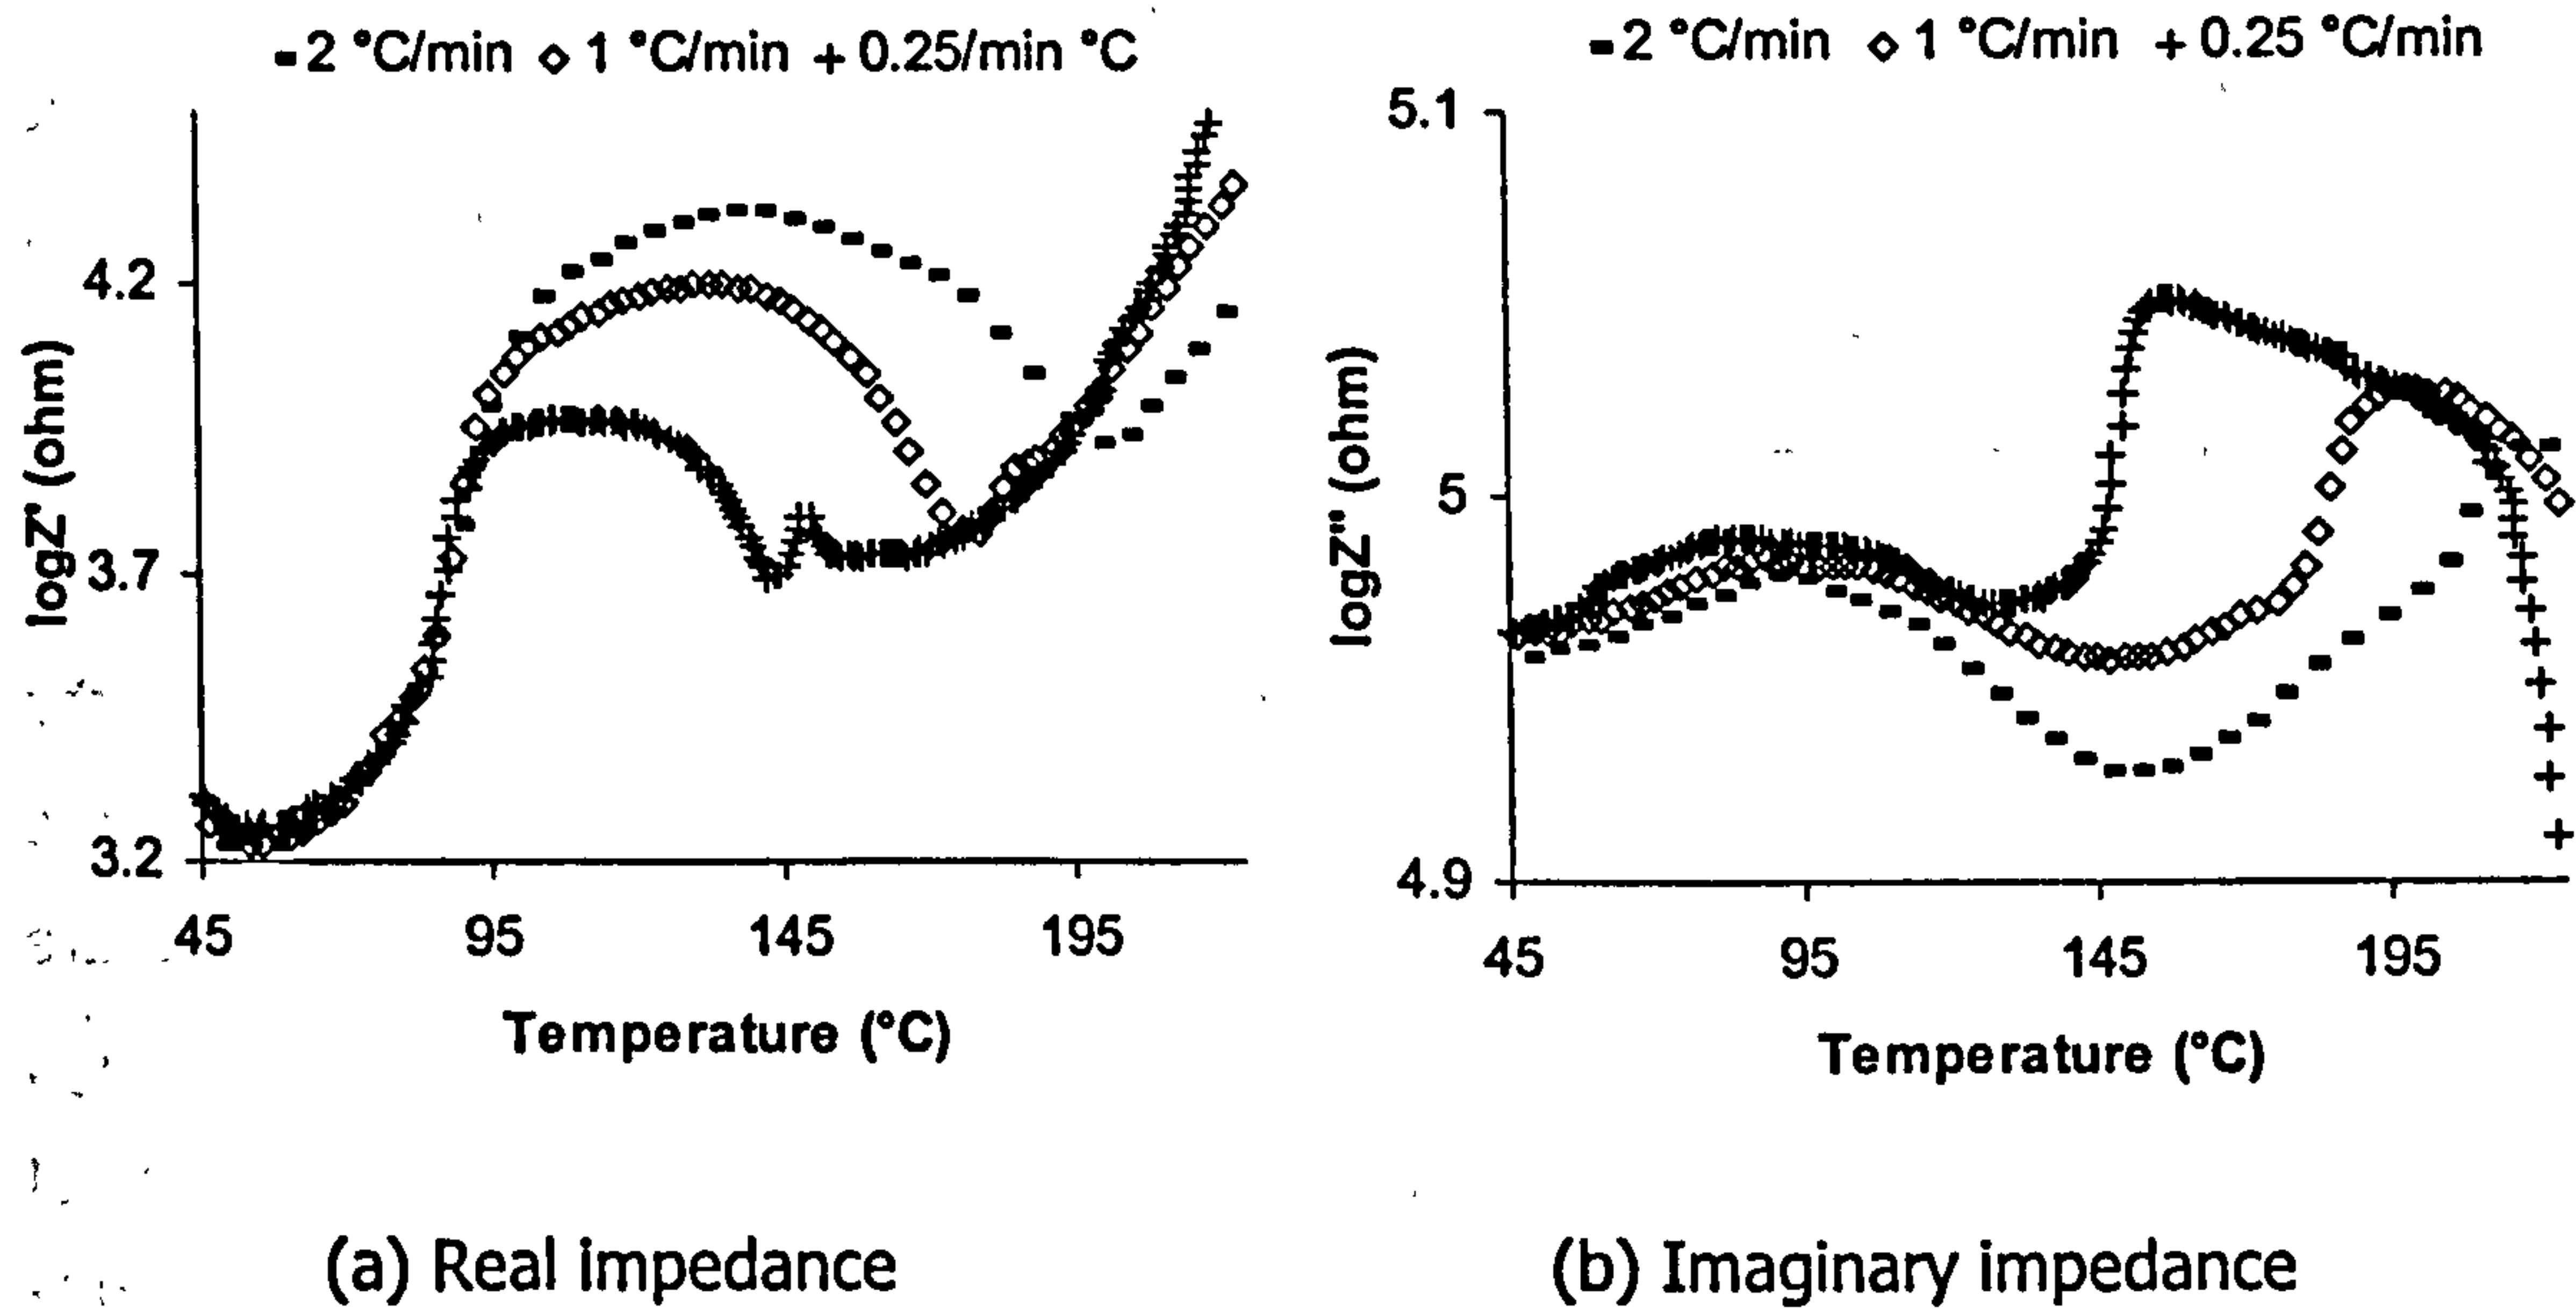 -2 °C/min ◇ 1 °C/min + 0.25/min °C
4.2
3.7
3.2
logZ' (ohm)
45 95 145 195
Temperature (°C)
(a) Real impedance
-2 °C/min ◇ 1 °C/min + 0.25 °C/min
5.1
5
4.9
logZ" (ohm)
45 95 145 195
Temperature (°C)
(b) Imaginary impedance